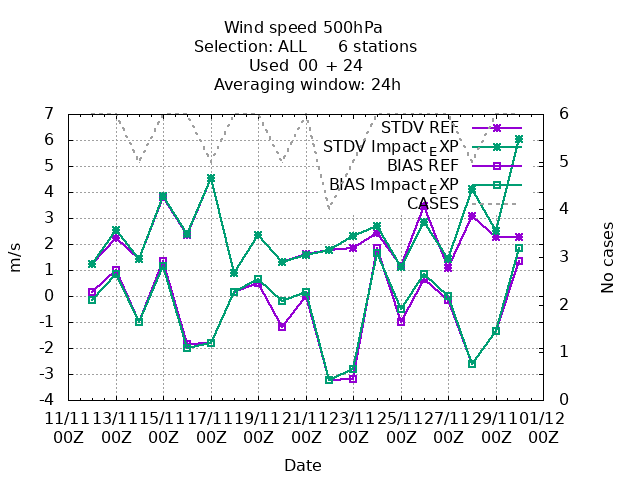 Wind speed 500hPa
Selection: ALL 6 stations
Used 00 + 24
Averaging window: 24h
7 6
6 STDV REF
5 STDV Impact_EXP 5
BIAS REF
4 BIAS Impact_EXP
3 CASES 4
2
1 3
0
-1 2
-2
-3 1
-4 0
m/s
No cases
11/11 13/11 15/11 17/11 19/11 21/11 23/11 25/11 27/11 29/11 01/12
00Z 00Z 00Z 00Z 00Z 00Z 00Z 00Z 00Z 00Z 00Z
Date